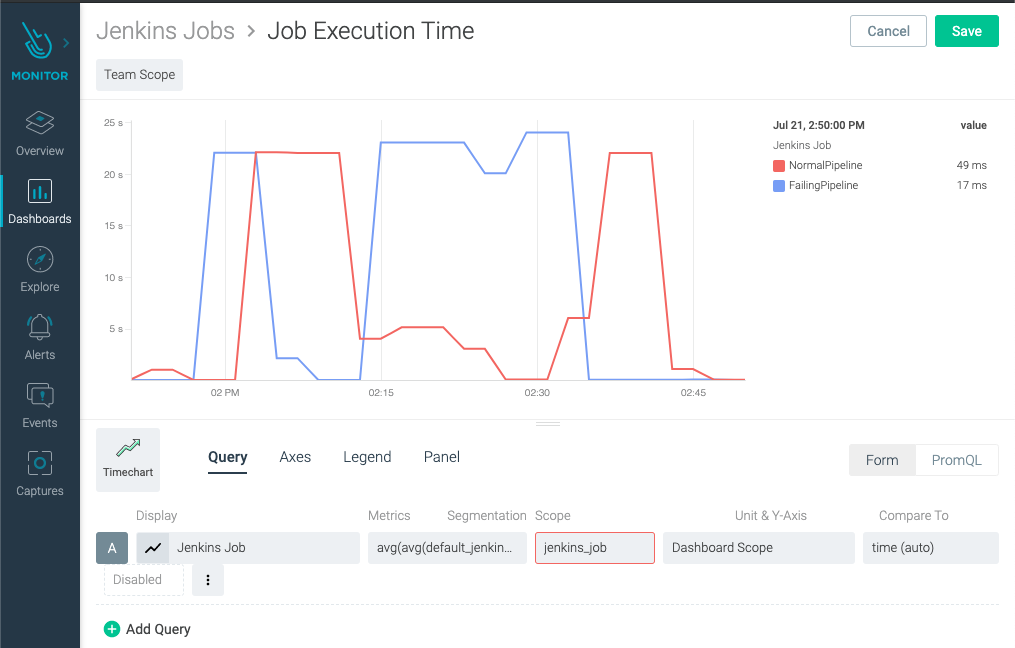 MONITOR
Overview
Dashboards
Explore
Alerts
Events
Captures
Jenkins Jobs > Job Execution Time
Cancel
Save
Team Scope
25 s
20 s
15 s
10 s
5 s
02 PM
02:15
02:30
02:45
Jul 21, 2:50:00 PM value
Jenkins Job
NormalPipeline 49 ms
FailingPipeline 17 ms
Timechart
Query Axes Legend Panel
Form PromQL
Display Metrics Segmentation Scope Unit & Y-Axis Compare To
A Jenkins Job avg(avg(default_jenkin... jenkins_job Dashboard Scope time (auto)
Disabled
Add Query